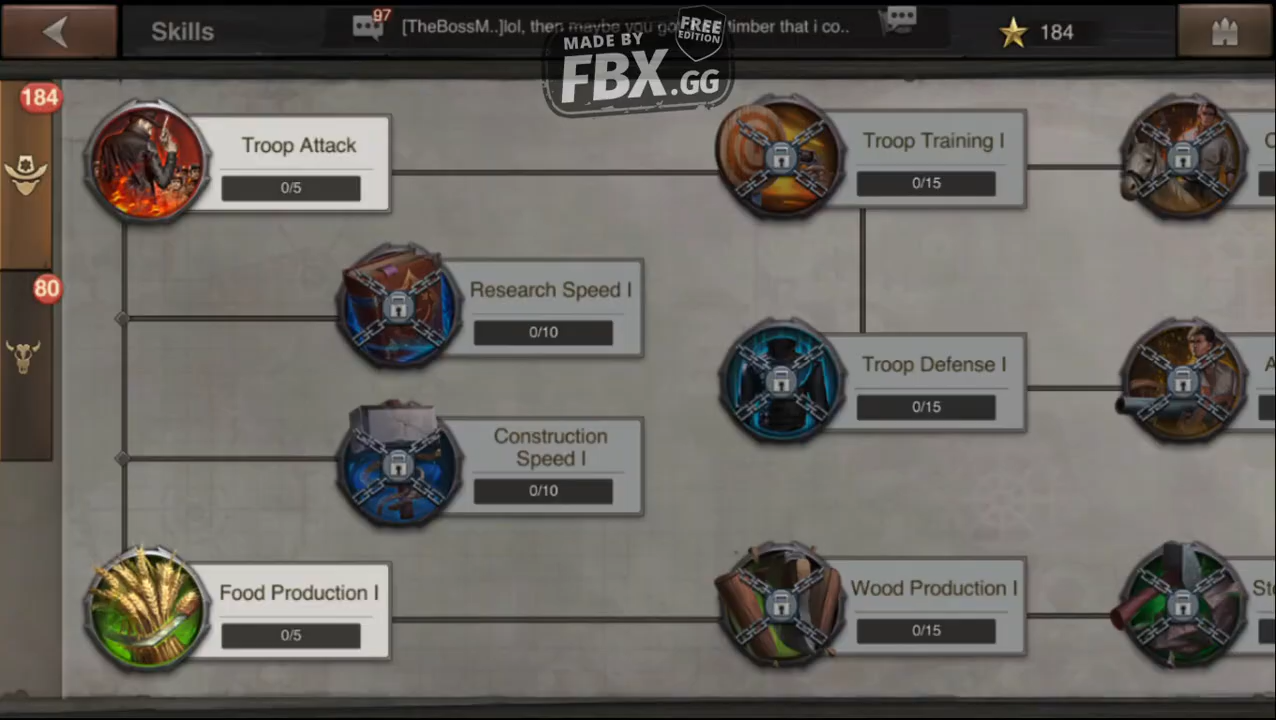 Skills
97
[TheBossM..]lol, then maybe you go timber that i co..
184
MADE BY
FREE
EDITION
FBX.GG
184
80
Troop Attack
0/5
Troop Training I
0/15
Research Speed I
0/10
Troop Defense I
0/15
Construction
Speed I
0/10
Food Production I
0/5
Wood Production I
0/15